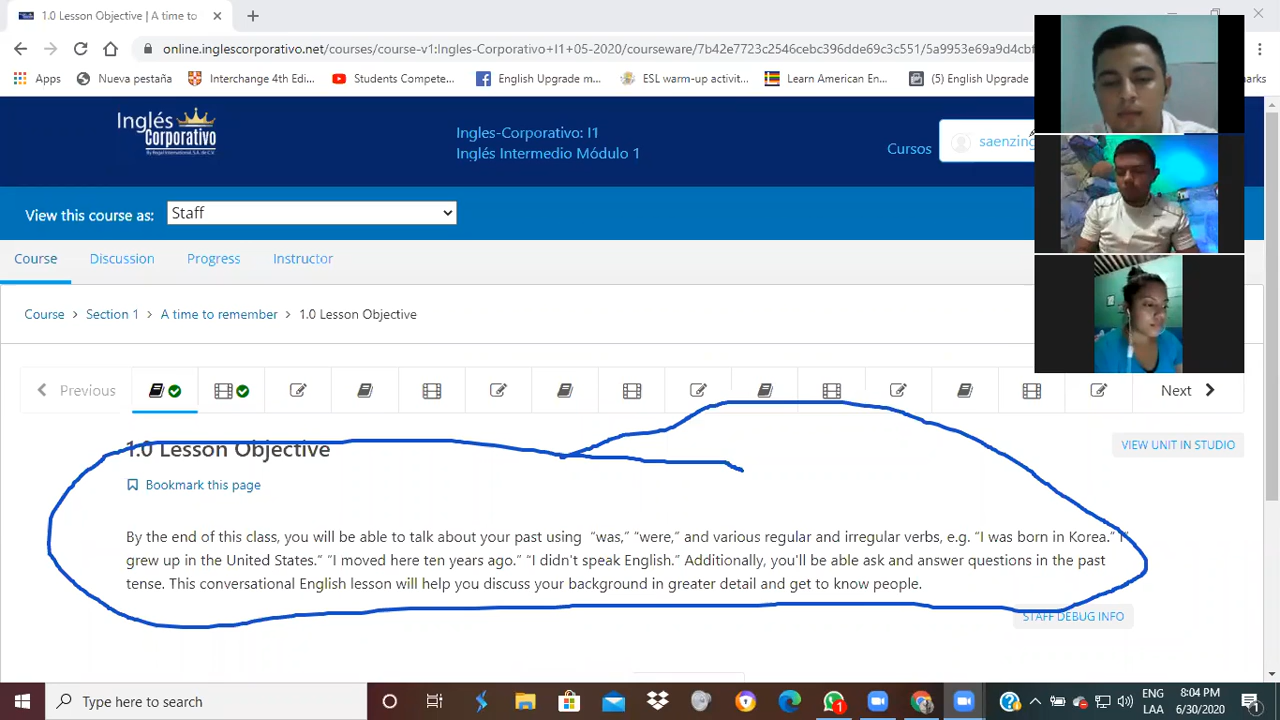 1.0 Lesson Objective | A time to
online.inglescorporativo.net/courses/course-v1:Ingles-Corporativo+I1+05-2020/courseware/7b42e7723c2546cebc396dde69c3c551/5a9953e69a9d4cbf
Apps Nueva pestaña Interchange 4th Edi... Students Compete... English Upgrade m... ESL warm-up activit... Learn American En... (5) English Upgrade
Inglés
Corporativo
By Regal International, S.A. de C.V.
Ingles-Corporativo: I1
Inglés Intermedio Módulo 1
Cursos
saenzing
View this course as: Staff
Course Discussion Progress Instructor
Course > Section 1 > A time to remember > 1.0 Lesson Objective
Previous
Next
1.0 Lesson Objective
VIEW UNIT IN STUDIO
Bookmark this page
By the end of this class, you will be able to talk about your past using “was,” “were,” and various regular and irregular verbs, e.g. “I was born in Korea.” I”
grew up in the United States.” “I moved here ten years ago.” “I didn't speak English.” Additionally, you'll be able ask and answer questions in the past
tense. This conversational English lesson will help you discuss your background in greater detail and get to know people.
STAFF DEBUG INFO
Type here to search
1
ENG
LAA
8:04 PM
6/30/2020
1